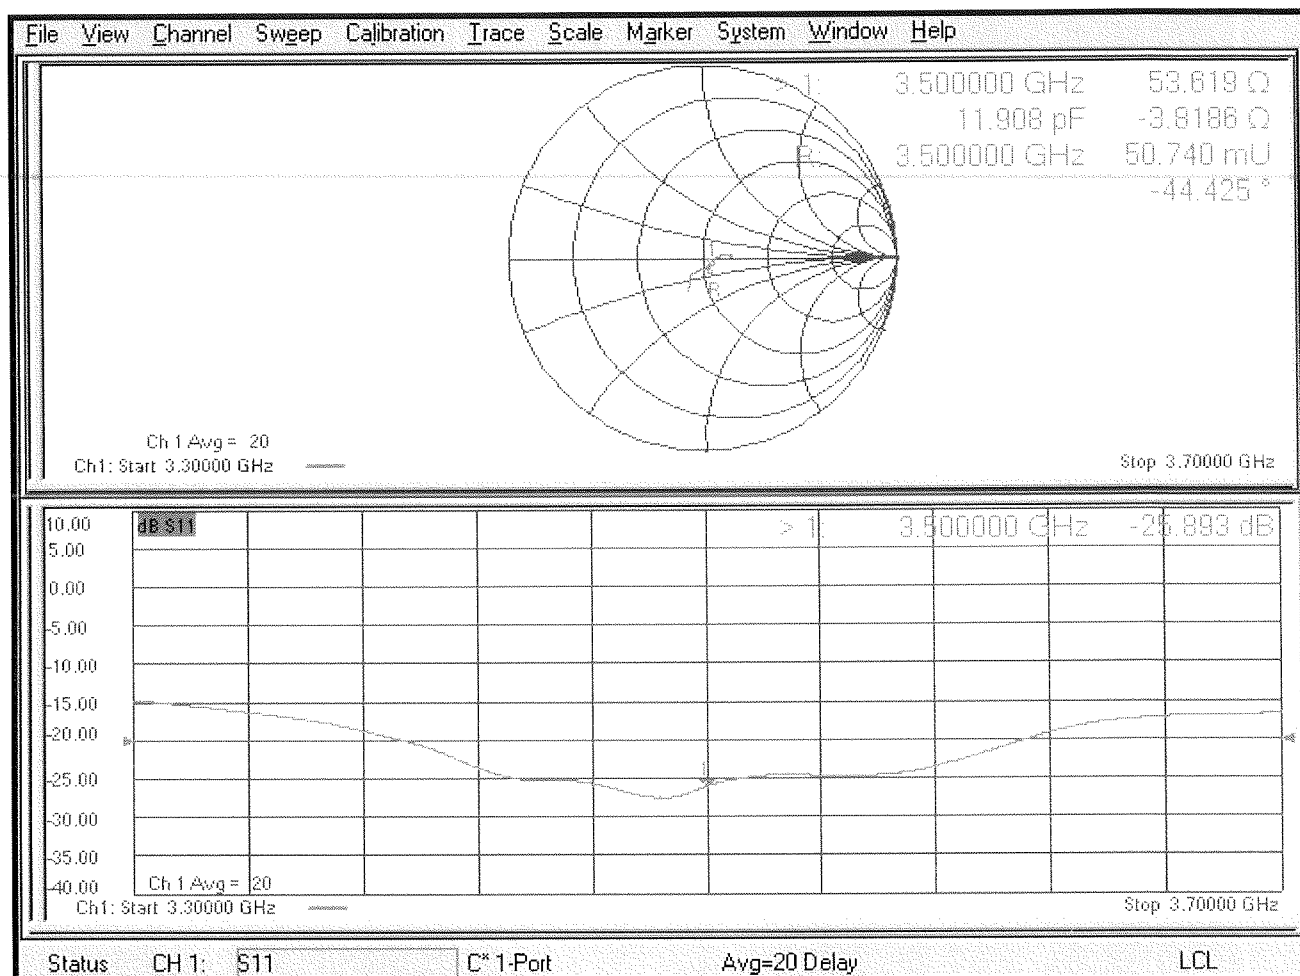 File View Channel Sweep Calibration Trace Scale Marker System Window Help
> 1: 3.500000 GHz 53.619 Ω
11.908 pF -3.8186 Ω
R: 3.500000 GHz 50.740 mU
-44.425 °
Ch 1 Avg = 20
Ch1: Start 3.30000 GHz Stop 3.70000 GHz
10.00 dB S11 > 1: 3.500000 GHz -25.893 dB
5.00
0.00
-5.00
-10.00
-15.00
-20.00
-25.00
1
-30.00
-35.00
-40.00
Ch 1 Avg = 20
Ch1: Start 3.30000 GHz Stop 3.70000 GHz
Status CH 1: S11 C* 1-Port Avg=20 Delay LCL